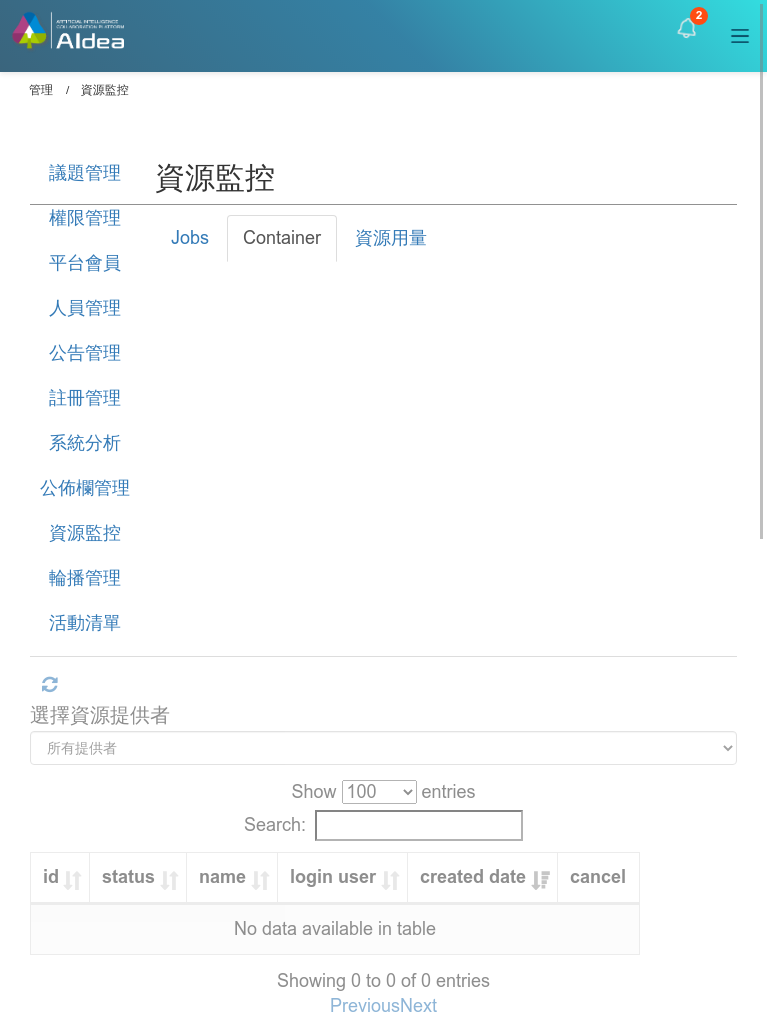 ARTIFICIAL INTELLIGENCE
COLLABORATION PLATFORM
AIdea
2
管理 / 資源監控
議題管理
權限管理
平台會員
人員管理
公告管理
註冊管理
系統分析
公佈欄管理
資源監控
輪播管理
活動清單
資源監控
Jobs Container 資源用量
選擇資源提供者
所有提供者
Show 100 entries
Search:
id status name login user created date cancel
No data available in table
Showing 0 to 0 of 0 entries
PreviousNext